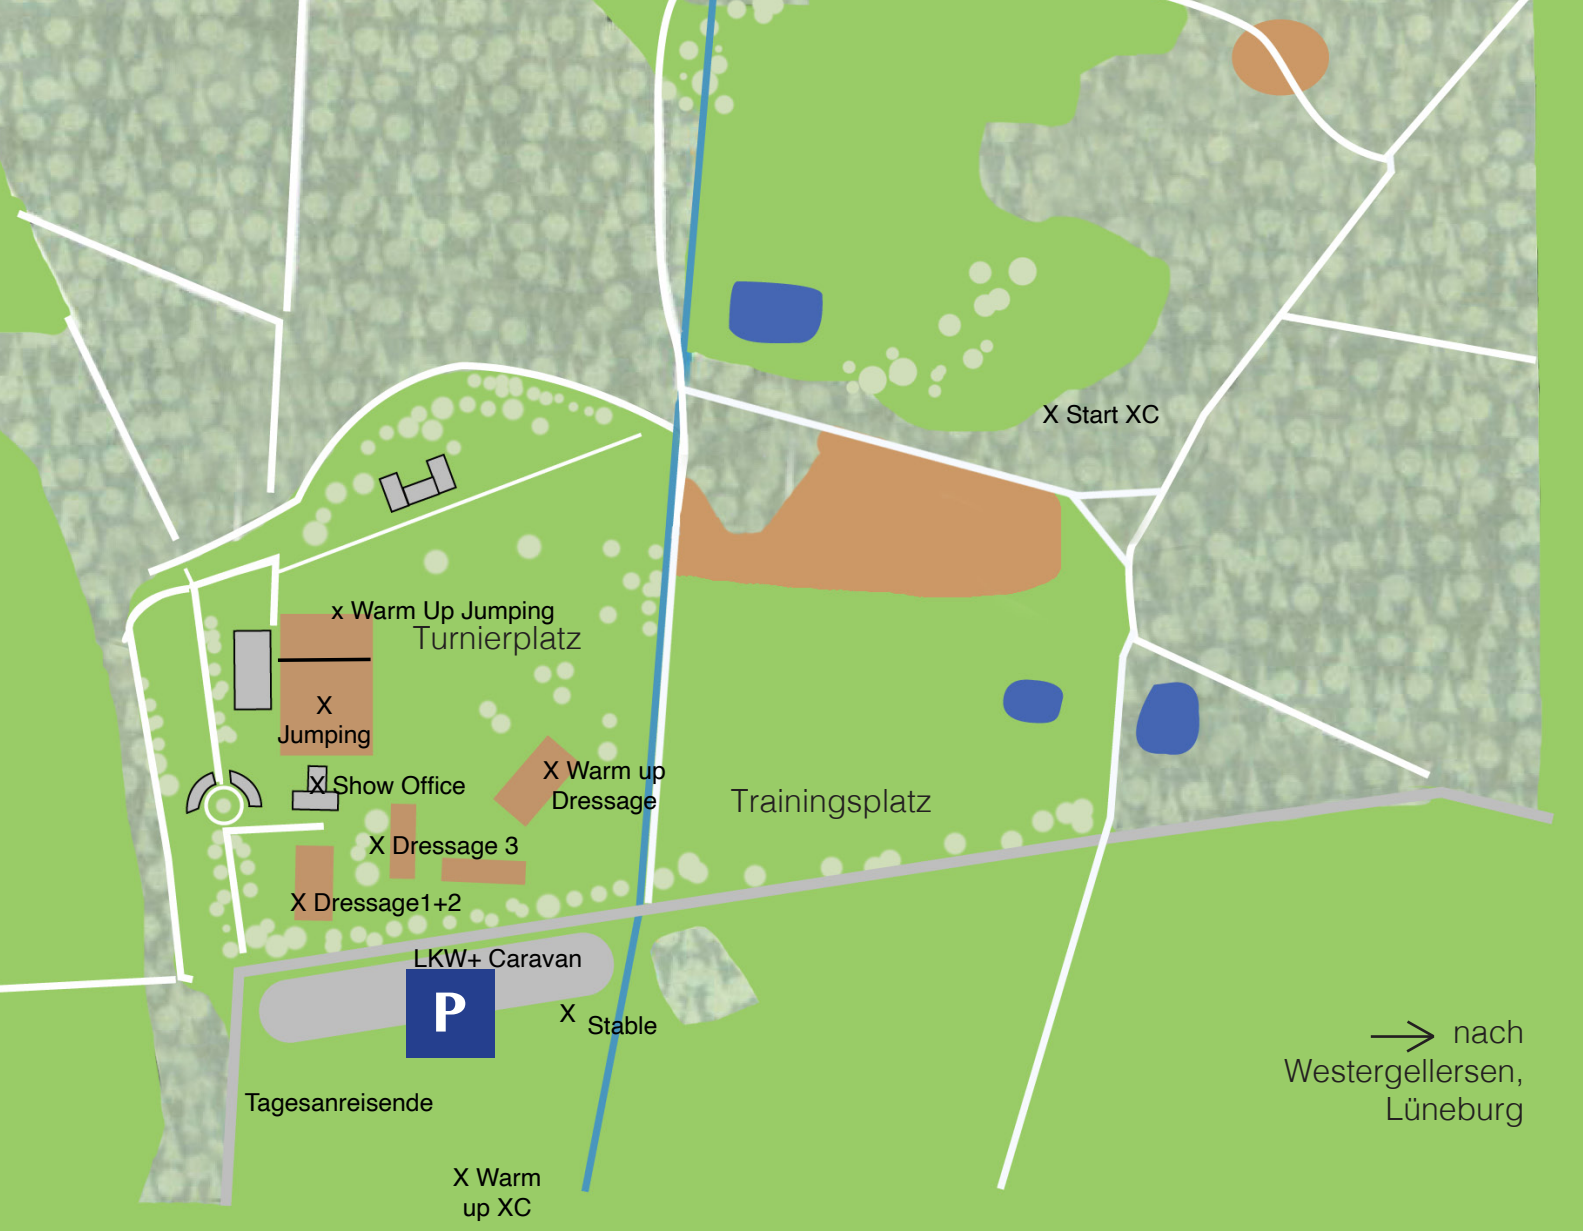 X Start XC
x Warm Up Jumping
Turnierplatz
X
Jumping
X Show Office
X Warm up
Dressage
Trainingsplatz
X Dressage 3
X Dressage1+2
LKW+ Caravan
P
X Stable
nach
Westergellersen,
Lüneburg
Tagesanreisende
X Warm
up XC